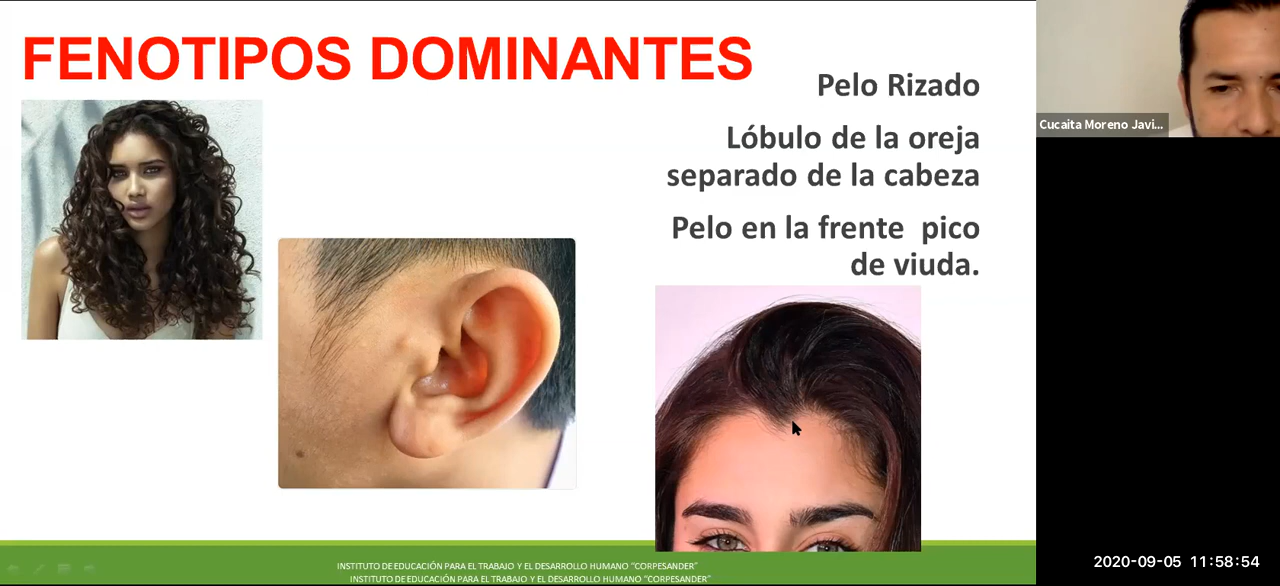 FENOTIPOS DOMINANTES
Pelo Rizado
Lóbulo de la oreja
separado de la cabeza
Pelo en la frente pico
de viuda.
Cucaita Moreno Javi...
INSTITUTO DE EDUCACIÓN PARA EL TRABAJO Y EL DESARROLLO HUMANO "CORPESANDER"
INSTITUTO DE EDUCACIÓN PARA EL TRABAJO Y EL DESARROLLO HUMANO "CORPESANDER"
2020-09-05 11:58:54